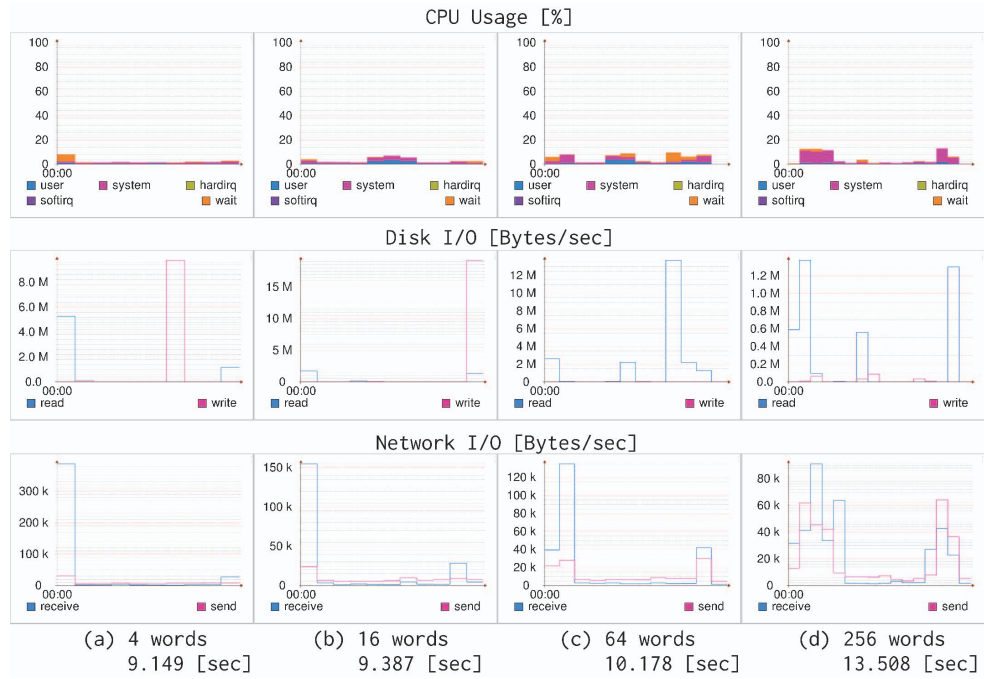 CPU Usage [%]
100 100 100 100
80 80 80 80
60 60 60 60
40 40 40 40
20 20 20 20
0 0 0 0
00:00 00:00 00:00 00:00
user system hardirq user system hardirq user system hardirq user system hardirq
softirq wait softirq wait softirq wait softirq wait
Disk I/O [Bytes/sec]
8.0 M
6.0 M
4.0 M
2.0 M
0.0
00:00
read write
15 M
10 M
5 M
0
00:00
read write
12 M
10 M
8 M
6 M
4 M
2 M
0
00:00
read write
1.2 M
1.0 M
0.8 M
0.6 M
0.4 M
0.2 M
0.0
00:00
read write
Network I/O [Bytes/sec]
300 k
200 k
100 k
0
00:00
receive send
150 k
100 k
50 k
0
00:00
receive send
120 k
100 k
80 k
60 k
40 k
20 k
0
00:00
receive send
80 k
60 k
40 k
20 k
0
00:00
receive send
(a) 4 words (b) 16 words (c) 64 words (d) 256 words
9.149 [sec] 9.387 [sec] 10.178 [sec] 13.508 [sec]